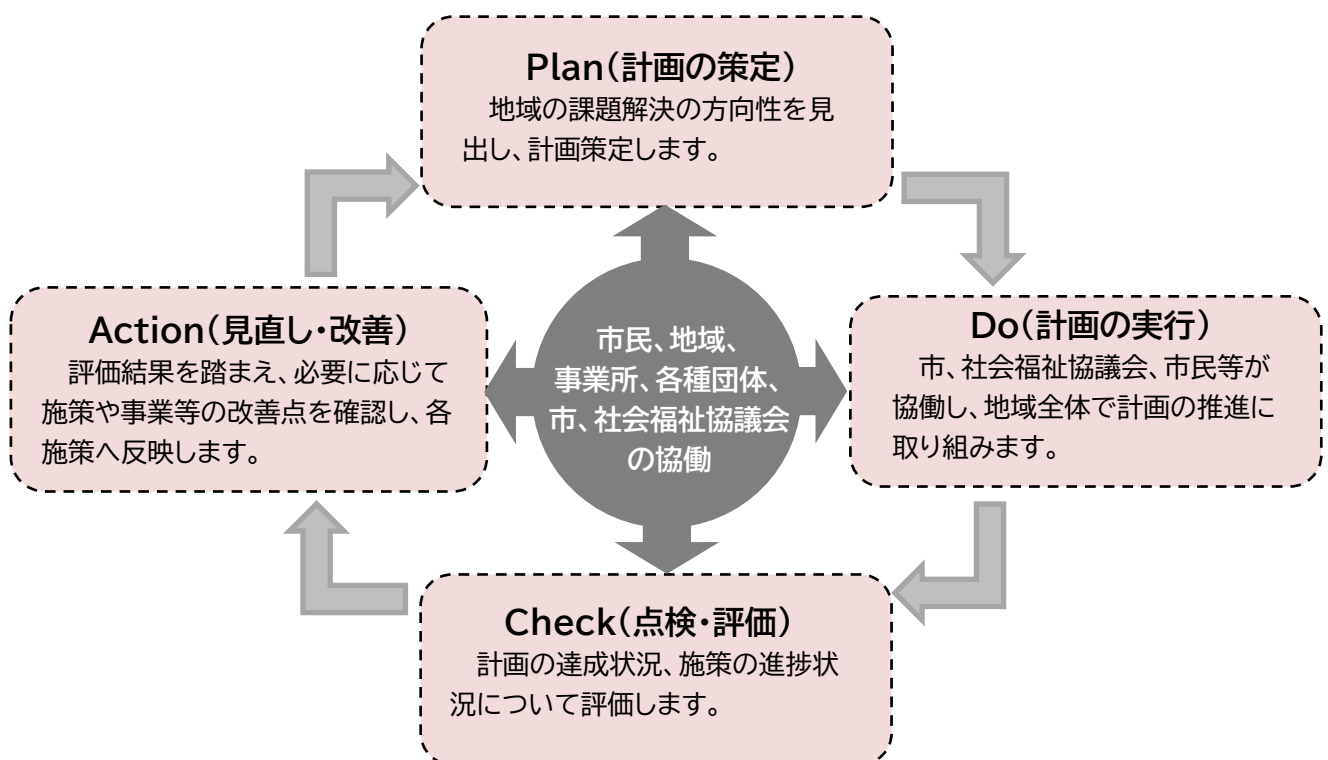 Plan(計画の策定)
地域の課題解決の方向性を見
出し、計画策定します。
Action(見直し・改善)
評価結果を踏まえ、必要に応じて
施策や事業等の改善点を確認し、各
施策へ反映します。
市民、地域、
事業所、各種団体、
市、社会福祉協議会
の協働
Do(計画の実行)
市、社会福祉協議会、市民等が
協働し、地域全体で計画の推進に
取り組みます。
Check(点検・評価)
計画の達成状況、施策の進捗状
況について評価します。